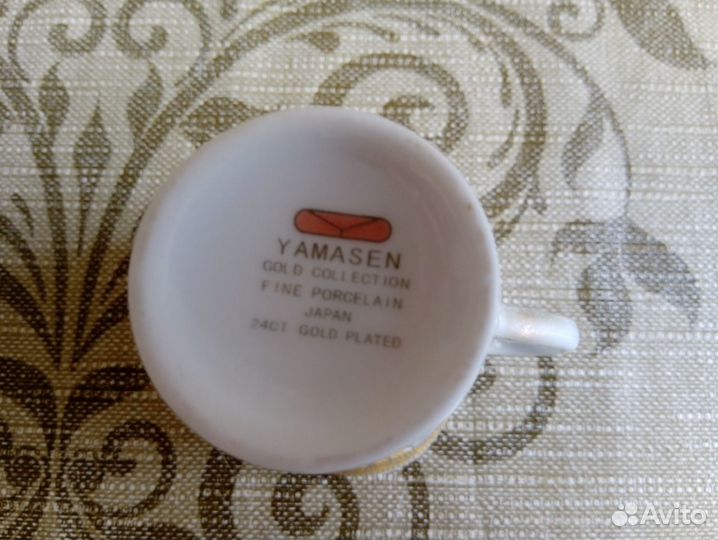 YAMASEN
GOLD COLLECTION
FINE PORCELAIN
JAPAN
24CT GOLD PLATED
Avito